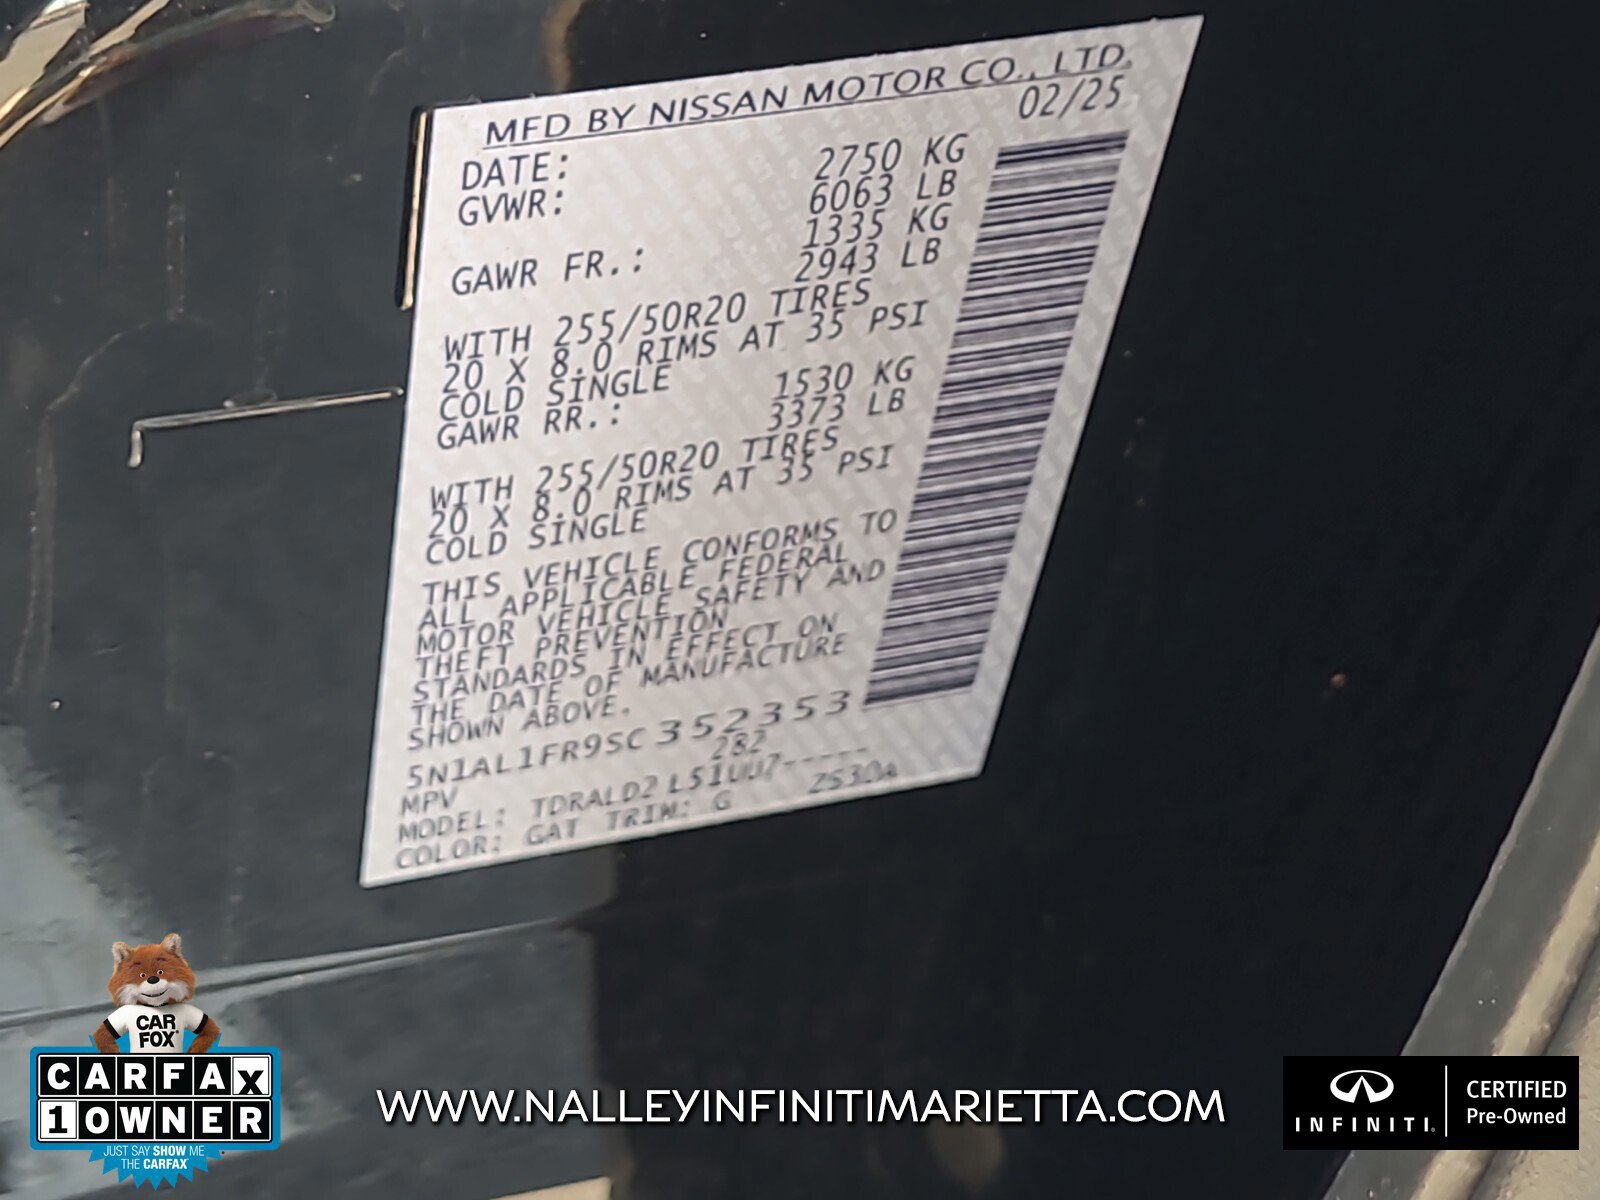 MFD BY NISSAN MOTOR CO., LTD.
DATE: 02/25
GVWR: 2750 KG
6063 LB
GAWR FR.: 1335 KG
2943 LB
WITH 255/50R20 TIRES
20 X 8.0 RIMS AT 35 PSI
COLD SINGLE
GAWR RR.: 1530 KG
3373 LB
WITH 255/50R20 TIRES
20 X 8.0 RIMS AT 35 PSI
COLD SINGLE
THIS VEHICLE CONFORMS TO
ALL APPLICABLE FEDERAL
MOTOR VEHICLE SAFETY AND
THEFT PREVENTION
STANDARDS IN EFFECT ON
THE DATE OF MANUFACTURE
SHOWN ABOVE.
5N1AL1FR9SC352353
MPV 282
MODEL: TDRALD2 L51UU7-----
COLOR: GAT TRIM: G
CAR
FOX
CARFAX
1 OWNER
JUST SAY SHOW ME
THE CARFAX
WWW.NALLEYINFINITIMARIETTA.COM
INFINITI
CERTIFIED
Pre-Owned